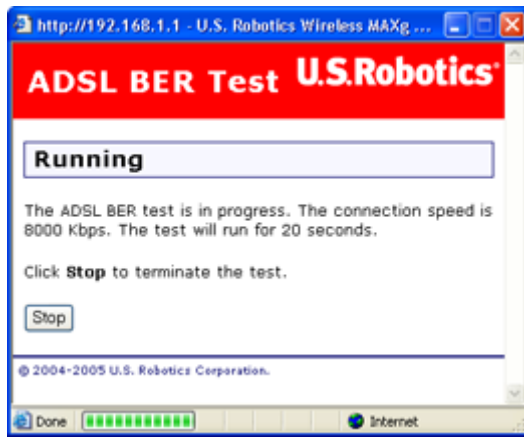 http://192.168.1.1 - U.S. Robotics Wireless MAXg ...
ADSL BER Test U.S.Robotics
Running
The ADSL BER test is in progress. The connection speed is
8000 Kbps. The test will run for 20 seconds.
Click Stop to terminate the test.
Stop
© 2004-2005 U.S. Robotics Corporation.
Done Internet